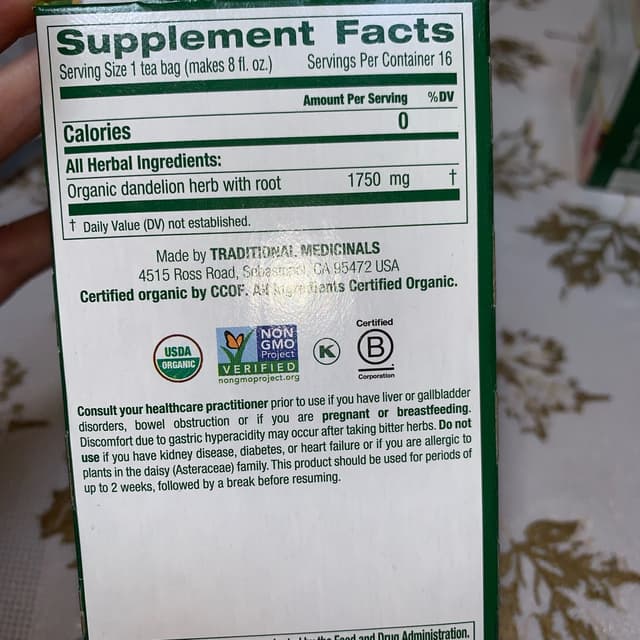 Supplement Facts
Serving Size 1 tea bag (makes 8 fl. oz.) Servings Per Container 16
Amount Per Serving %DV
Calories 0
All Herbal Ingredients:
Organic dandelion herb with root 1750 mg †
† Daily Value (DV) not established.
Made by TRADITIONAL MEDICINALS
4515 Ross Road, Sebastopol, CA 95472 USA
Certified organic by CCOF. All Ingredients Certified Organic.
USDA
ORGANIC
NON
GMO
Project
VERIFIED
nongmoproject.org
K
Certified
B
Corporation
Consult your healthcare practitioner prior to use if you have liver or gallbladder
disorders, bowel obstruction or if you are pregnant or breastfeeding.
Discomfort due to gastric hyperacidity may occur after taking bitter herbs. Do not
use if you have kidney disease, diabetes, or heart failure or if you are allergic to
plants in the daisy (Asteraceae) family. This product should be used for periods of
up to 2 weeks, followed by a break before resuming.
by the Food and Drug Administration.